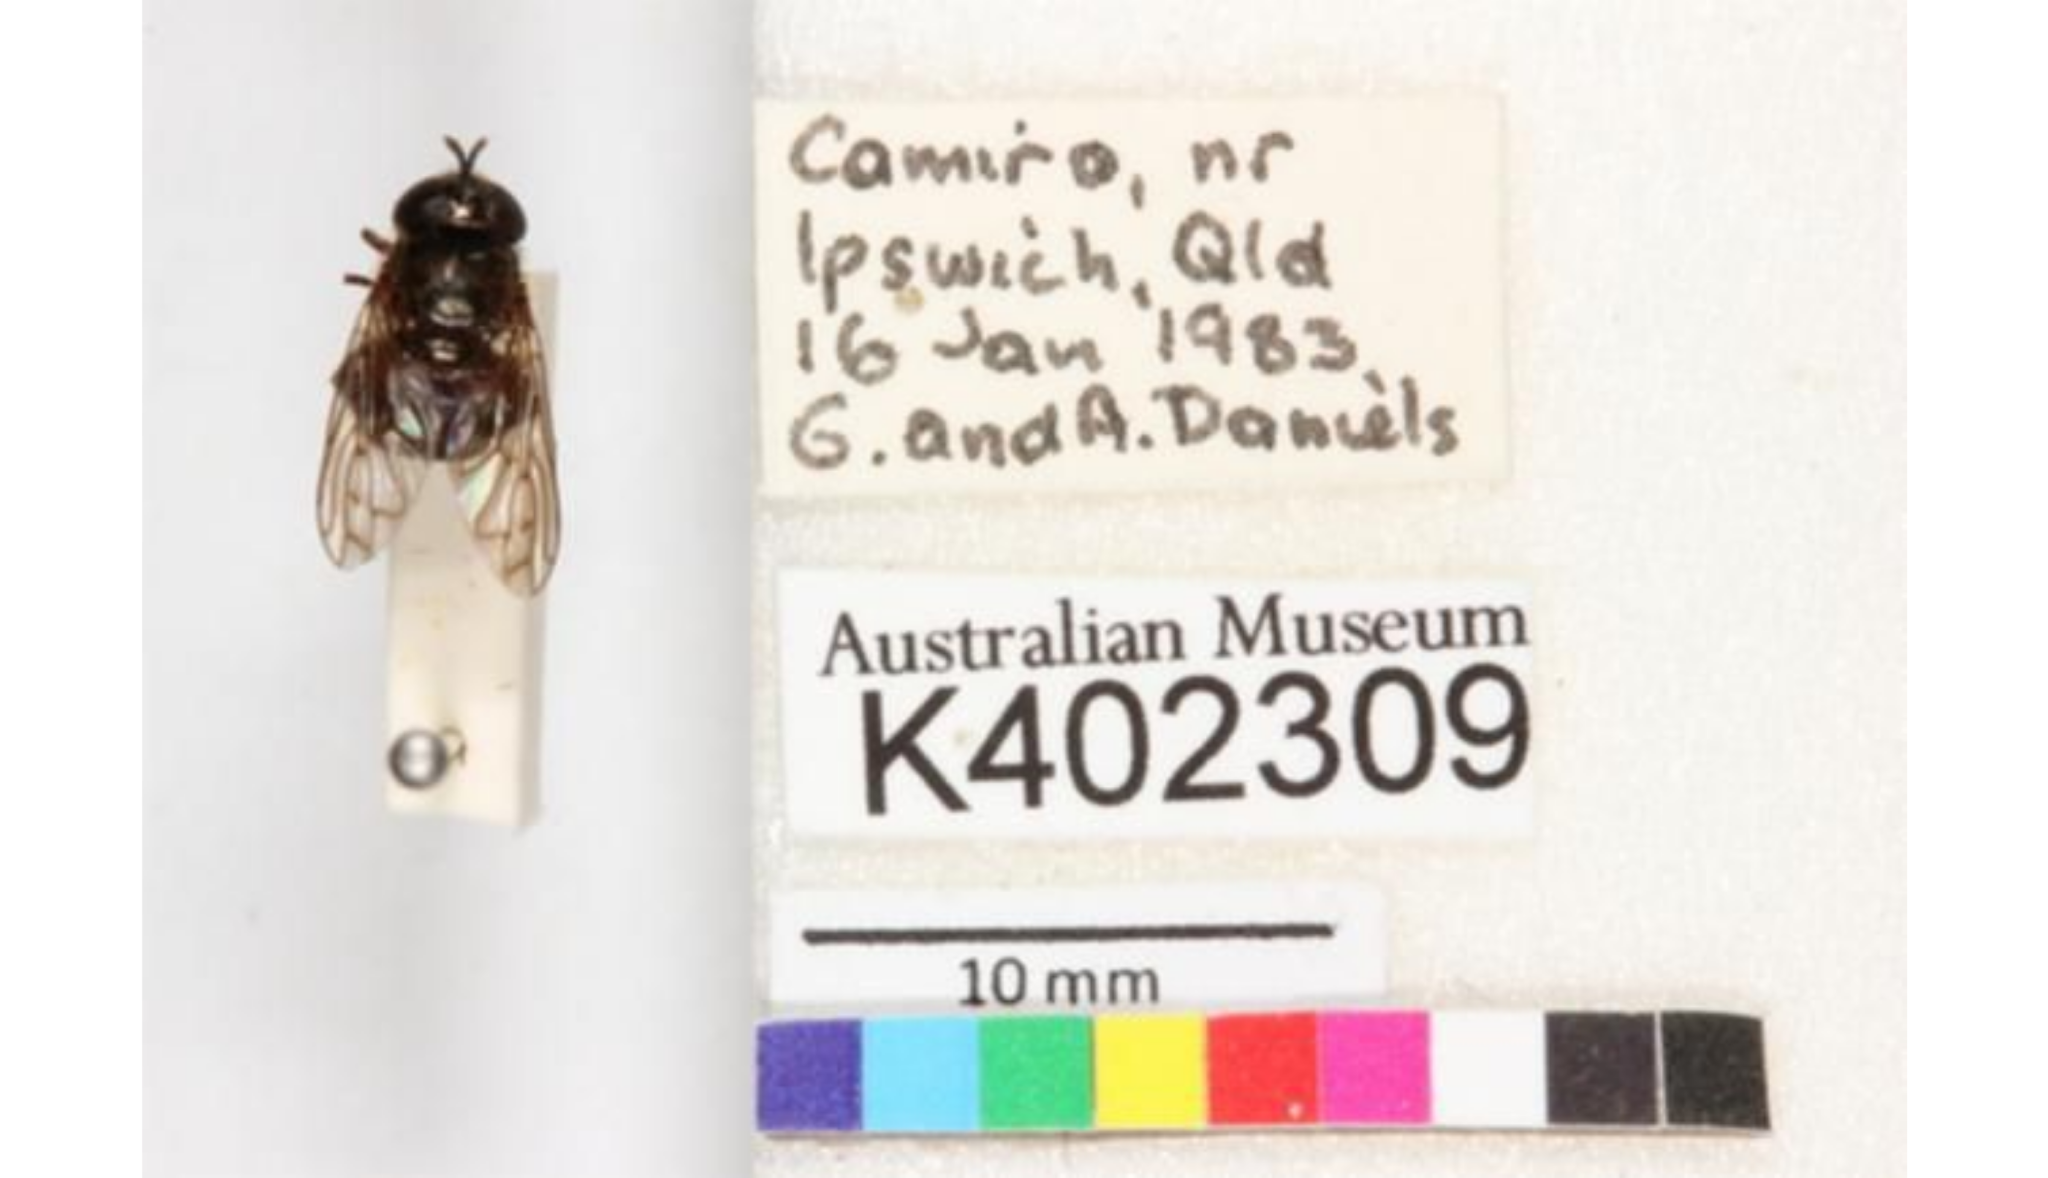 Camira, nr
Ipswich, Qld
16 Jan 1983
G. and A. Daniels
Australian Museum
K402309
10 mm